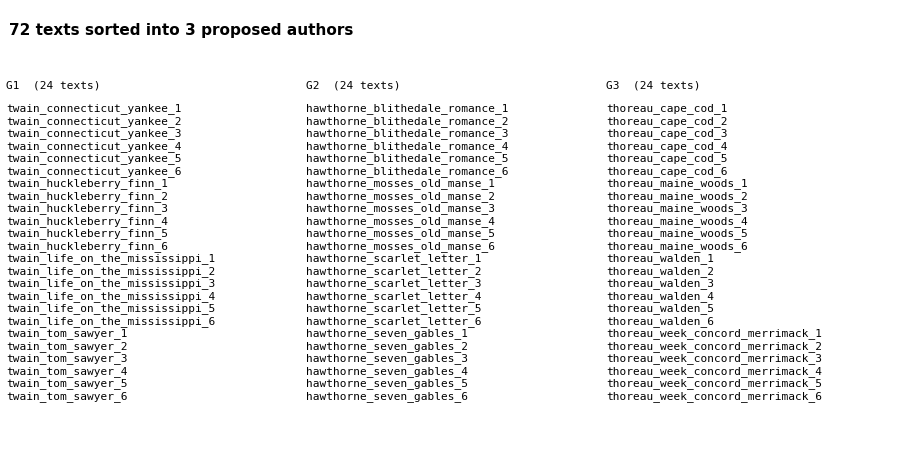 72 texts sorted into 3 proposed authors
G1  (24 texts)
twain_connecticut_yankee_1
twain_connecticut_yankee_2
twain_connecticut_yankee_3
twain_connecticut_yankee_4
twain_connecticut_yankee_5
twain_connecticut_yankee_6
twain_huckleberry_finn_1
twain_huckleberry_finn_2
twain_huckleberry_finn_3
twain_huckleberry_finn_4
twain_huckleberry_finn_5
twain_huckleberry_finn_6
twain_life_on_the_mississippi_1
twain_life_on_the_mississippi_2
twain_life_on_the_mississippi_3
twain_life_on_the_mississippi_4
twain_life_on_the_mississippi_5
twain_life_on_the_mississippi_6
twain_tom_sawyer_1
twain_tom_sawyer_2
twain_tom_sawyer_3
twain_tom_sawyer_4
twain_tom_sawyer_5
twain_tom_sawyer_6
G2  (24 texts)
hawthorne_blithedale_romance_1
hawthorne_blithedale_romance_2
hawthorne_blithedale_romance_3
hawthorne_blithedale_romance_4
hawthorne_blithedale_romance_5
hawthorne_blithedale_romance_6
hawthorne_mosses_old_manse_1
hawthorne_mosses_old_manse_2
hawthorne_mosses_old_manse_3
hawthorne_mosses_old_manse_4
hawthorne_mosses_old_manse_5
hawthorne_mosses_old_manse_6
hawthorne_scarlet_letter_1
hawthorne_scarlet_letter_2
hawthorne_scarlet_letter_3
hawthorne_scarlet_letter_4
hawthorne_scarlet_letter_5
hawthorne_scarlet_letter_6
hawthorne_seven_gables_1
hawthorne_seven_gables_2
hawthorne_seven_gables_3
hawthorne_seven_gables_4
hawthorne_seven_gables_5
hawthorne_seven_gables_6
G3  (24 texts)
thoreau_cape_cod_1
thoreau_cape_cod_2
thoreau_cape_cod_3
thoreau_cape_cod_4
thoreau_cape_cod_5
thoreau_cape_cod_6
thoreau_maine_woods_1
thoreau_maine_woods_2
thoreau_maine_woods_3
thoreau_maine_woods_4
thoreau_maine_woods_5
thoreau_maine_woods_6
thoreau_walden_1
thoreau_walden_2
thoreau_walden_3
thoreau_walden_4
thoreau_walden_5
thoreau_walden_6
thoreau_week_concord_merrimack_1
thoreau_week_concord_merrimack_2
thoreau_week_concord_merrimack_3
thoreau_week_concord_merrimack_4
thoreau_week_concord_merrimack_5
thoreau_week_concord_merrimack_6